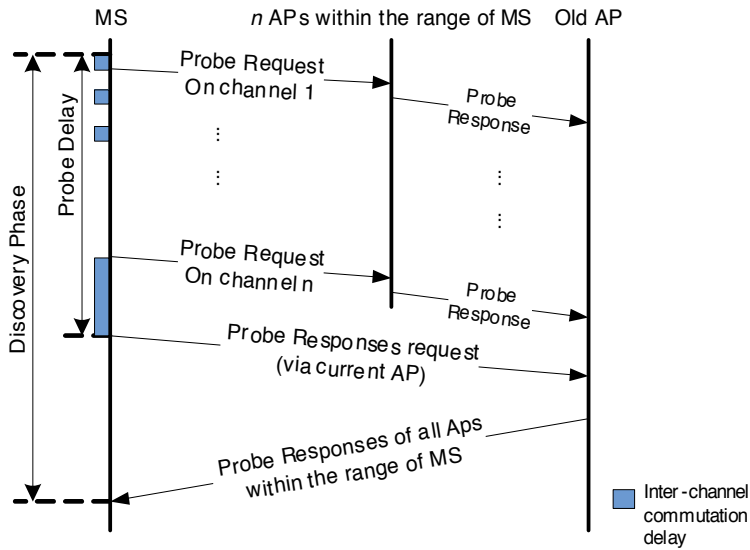 MS
n APs within the range of MS
Old AP
Probe Request
On channel 1
Probe
Response
...
...
...
...
Probe Delay
Discovery Phase
Probe Request
On channel n
Probe
Response
Probe Responses request
(via current AP)
Probe Responses of all Aps
within the range of MS
Inter-channel
commutation
delay